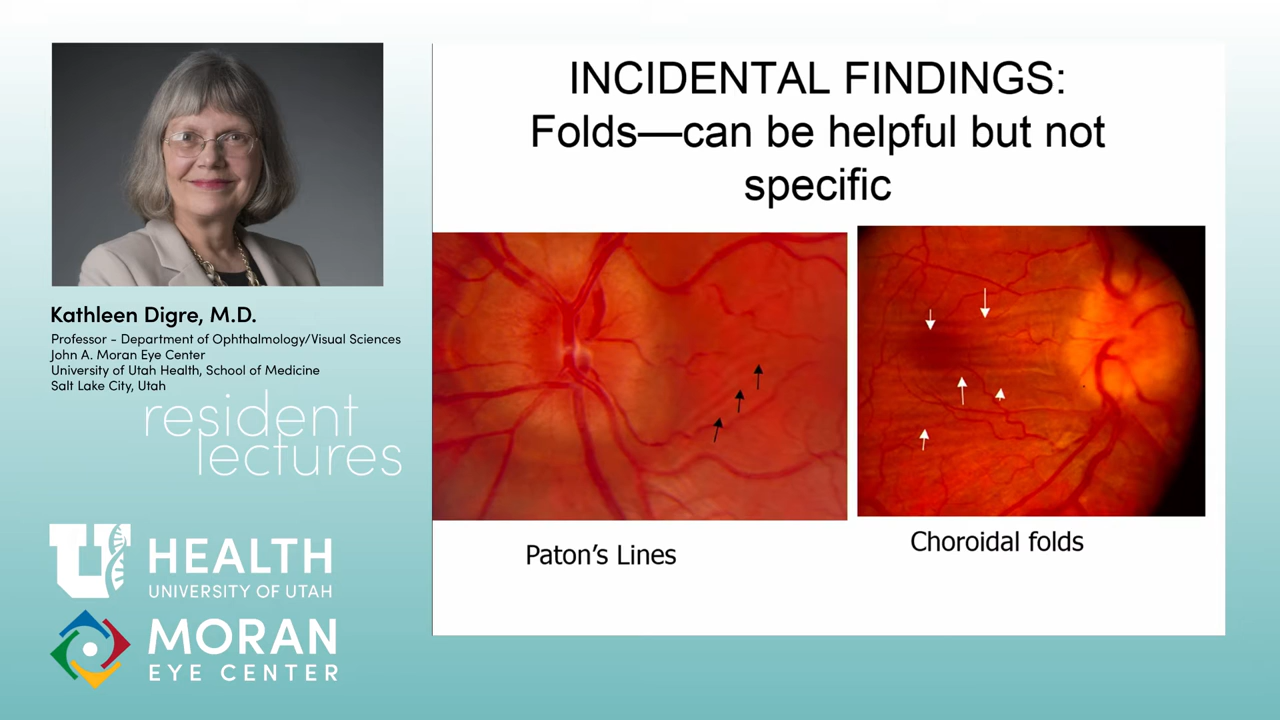 INCIDENTAL FINDINGS:
Folds—can be helpful but not
specific
Kathleen Digre, M.D.
Professor – Department of Ophthalmology/Visual Sciences
John A. Moran Eye Center
University of Utah Health, School of Medicine
Salt Lake City, Utah
resident
lectures
Paton’s Lines
Choroidal folds
U HEALTH
UNIVERSITY OF UTAH
MORAN
EYE CENTER